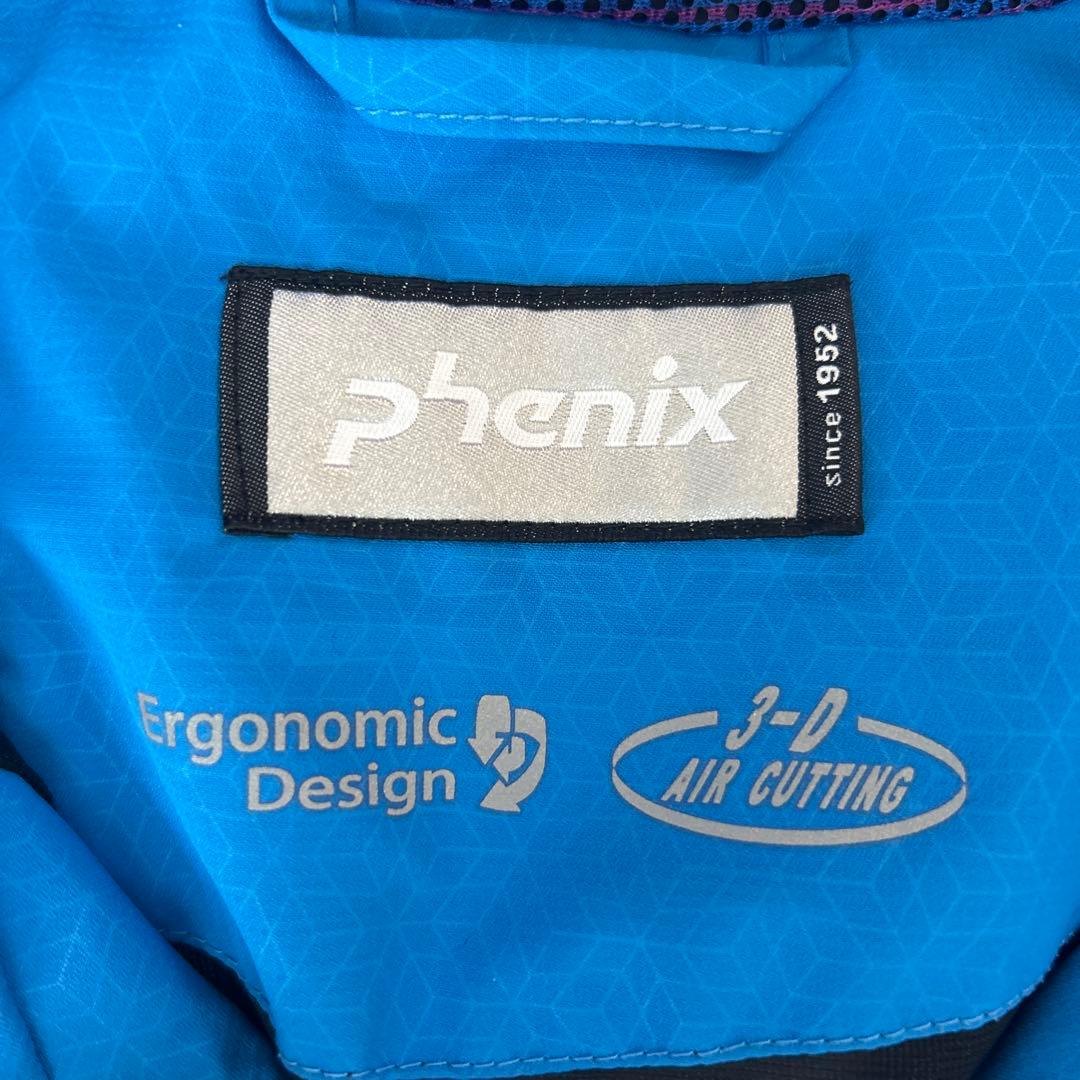 phenix
since 1952
Ergonomic
Design
3-D
AIR CUTTING